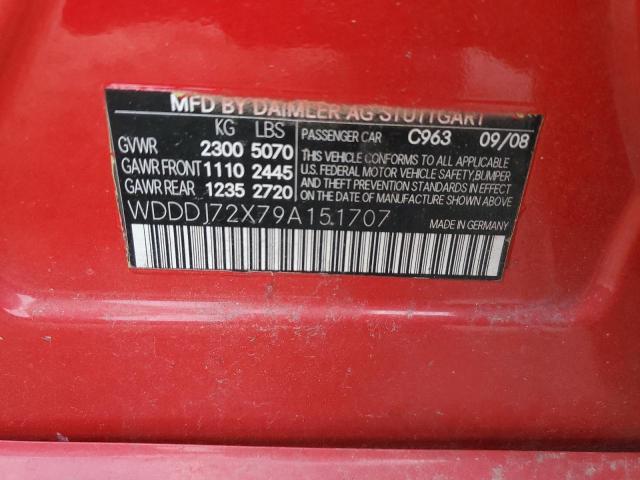 MFD BY DAIMLER AG STUTTGART
KG LBS
GVWR 2300 5070
GAWR FRONT 1110 2445
GAWR REAR 1235 2720
PASSENGER CAR C963 09/08
THIS VEHICLE CONFORMS TO ALL APPLICABLE
U.S. FEDERAL MOTOR VEHICLE SAFETY, BUMPER
AND THEFT PREVENTION STANDARDS IN EFFECT
ON THE DATE OF MANUFACTURE SHOWN ABOVE.
WDDDJ72X79A151707
MADE IN GERMANY